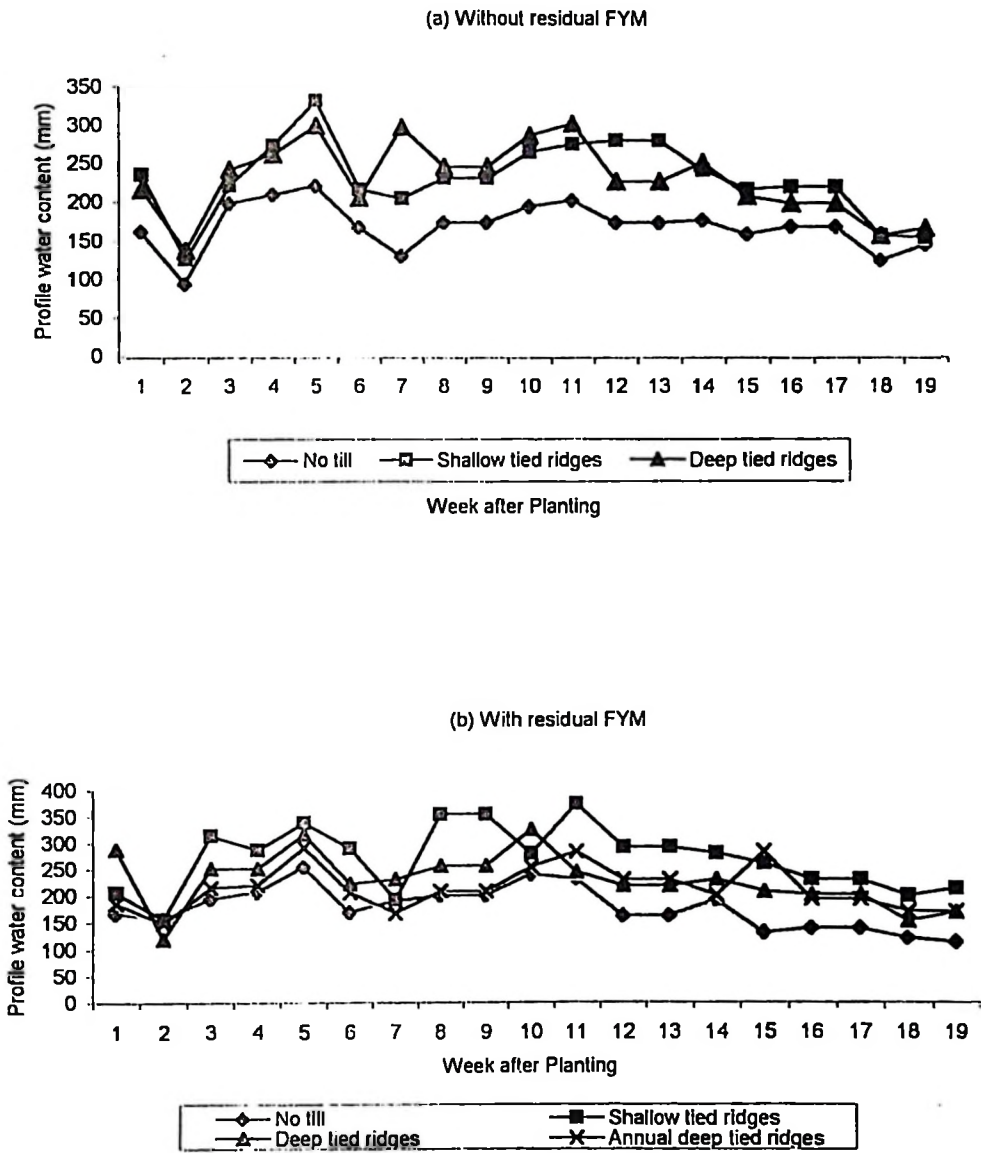 (a) Without residual FYM
Profile water content (mm)
350
300
250
200
150
100
50
0
1 2 3 4 5 6 7 8 9 10 11 12 13 14 15 16 17 18 19
No till Shallow tied ridges Deep tied ridges
Week after Planting
(b) With residual FYM
Profile water content (mm)
400
350
300
250
200
150
100
50
0
1 2 3 4 5 6 7 8 9 10 11 12 13 14 15 16 17 18 19
Week after Planting
No till Shallow tied ridges
Deep tied ridges Annual deep tied ridges